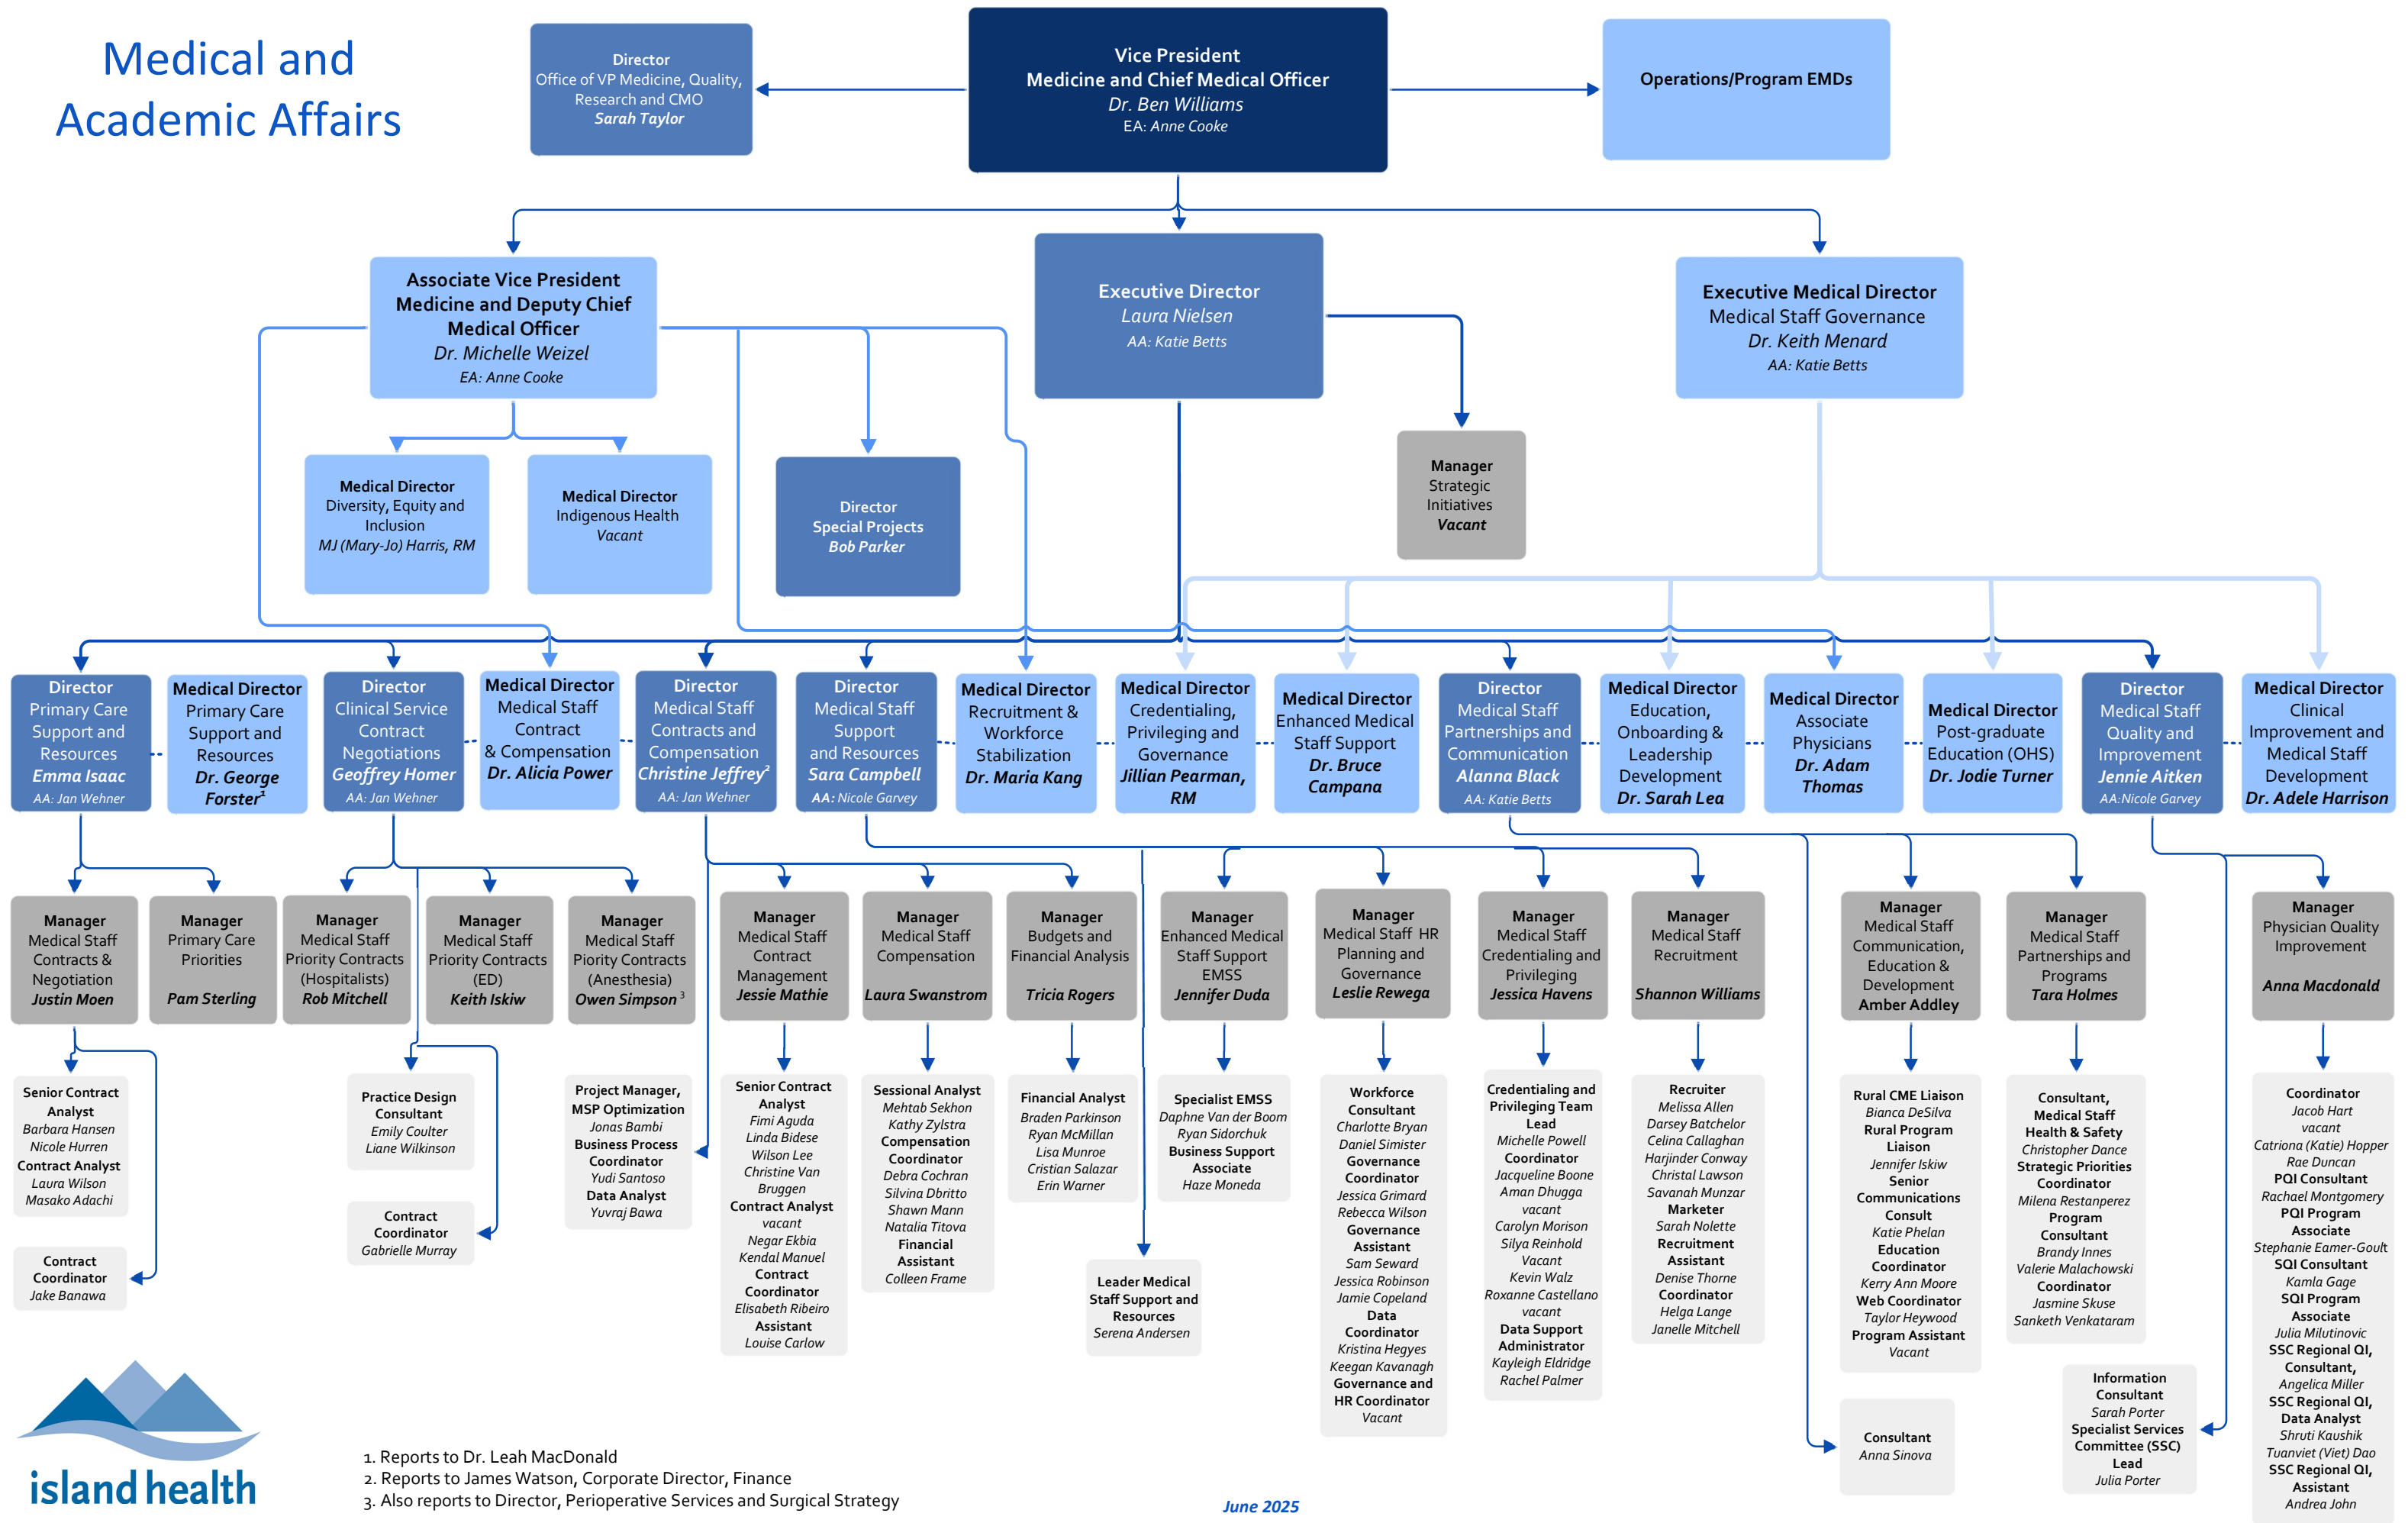 Medical and
Academic Affairs
Director
Office of VP Medicine, Quality,
Research and CMO
Sarah Taylor
Vice President
Medicine and Chief Medical Officer
Dr. Ben Williams
EA: Anne Cooke
Operations/Program EMDs
Associate Vice President
Medicine and Deputy Chief
Medical Officer
Dr. Michelle Weizel
EA: Anne Cooke
Executive Director
Laura Nielsen
AA: Katie Betts
Executive Medical Director
Medical Staff Governance
Dr. Keith Menard
AA: Katie Betts
Medical Director
Diversity, Equity and
Inclusion
MJ (Mary-Jo) Harris, RM
Medical Director
Indigenous Health
Vacant
Director
Special Projects
Bob Parker
Manager
Strategic
Initiatives
Vacant
Director
Primary Care
Support and
Resources
Emma Isaac
AA: Jan Wehner
Medical Director
Primary Care
Support and
Resources
Dr. George
Forster¹
Director
Clinical Service
Contract
Negotiations
Geoffrey Homer
AA: Jan Wehner
Medical Director
Medical Staff
Contract
& Compensation
Dr. Alicia Power
Director
Medical Staff
Contracts and
Compensation
Christine Jeffrey²
AA: Jan Wehner
Director
Medical Staff
Support
and Resources
Sara Campbell
AA: Nicole Garvey
Medical Director
Recruitment &
Workforce
Stabilization
Dr. Maria Kang
Medical Director
Credentialing,
Privileging and
Governance
Jillian Pearman,
RM
Medical Director
Enhanced Medical
Staff Support
Dr. Bruce
Campana
Director
Medical Staff
Partnerships and
Communication
Alanna Black
AA: Katie Betts
Medical Director
Education,
Onboarding &
Leadership
Development
Dr. Sarah Lea
Medical Director
Associate
Physicians
Dr. Adam
Thomas
Medical Director
Post-graduate
Education (OHS)
Dr. Jodie Turner
Director
Medical Staff
Quality and
Improvement
Jennie Aitken
AA:Nicole Garvey
Medical Director
Clinical
Improvement and
Medical Staff
Development
Dr. Adele Harrison
Manager
Medical Staff
Contracts &
Negotiation
Justin Moen
Manager
Primary Care
Priorities
Pam Sterling
Manager
Medical Staff
Priority Contracts
(Hospitalists)
Rob Mitchell
Manager
Medical Staff
Priority Contracts
(ED)
Keith Iskiw
Manager
Medical Staff
Piority Contracts
(Anesthesia)
Owen Simpson ³
Manager
Medical Staff
Contract
Management
Jessie Mathie
Manager
Medical Staff
Compensation
Laura Swanstrom
Manager
Budgets and
Financial Analysis
Tricia Rogers
Manager
Enhanced Medical
Staff Support
EMSS
Jennifer Duda
Manager
Medical Staff HR
Planning and
Governance
Leslie Rewega
Manager
Medical Staff
Credentialing and
Privileging
Jessica Havens
Manager
Medical Staff
Recruitment
Shannon Williams
Manager
Medical Staff
Communication,
Education &
Development
Amber Addley
Manager
Medical Staff
Partnerships and
Programs
Tara Holmes
Manager
Physician Quality
Improvement
Anna Macdonald
Senior Contract
Analyst
Barbara Hansen
Nicole Hurren
Contract Analyst
Laura Wilson
Masako Adachi
Contract
Coordinator
Jake Banawa
Practice Design
Consultant
Emily Coulter
Liane Wilkinson
Contract
Coordinator
Gabrielle Murray
Project Manager,
MSP Optimization
Jonas Bambi
Business Process
Coordinator
Yudi Santoso
Data Analyst
Yuvraj Bawa
Senior Contract
Analyst
Fimi Aguda
Linda Bidese
Wilson Lee
Christine Van
Bruggen
Contract Analyst
vacant
Negar Ekbia
Kendal Manuel
Contract
Coordinator
Elisabeth Ribeiro
Assistant
Louise Carlow
Sessional Analyst
Mehtab Sekhon
Kathy Zylstra
Compensation
Coordinator
Debra Cochran
Silvina Dbritto
Shawn Mann
Natalia Titova
Financial
Assistant
Colleen Frame
Financial Analyst
Braden Parkinson
Ryan McMillan
Lisa Munroe
Cristian Salazar
Erin Warner
Leader Medical
Staff Support and
Resources
Serena Andersen
Specialist EMSS
Daphne Van der Boom
Ryan Sidorchuk
Business Support
Associate
Haze Moneda
Workforce
Consultant
Charlotte Bryan
Daniel Simister
Governance
Coordinator
Jessica Grimard
Rebecca Wilson
Governance
Assistant
Sam Seward
Jessica Robinson
Jamie Copeland
Data
Coordinator
Kristina Hegyes
Keegan Kavanagh
Governance and
HR Coordinator
Vacant
Credentialing and
Privileging Team
Lead
Michelle Powell
Coordinator
Jacqueline Boone
Aman Dhugga
vacant
Carolyn Morison
Silya Reinhold
Vacant
Kevin Walz
Roxanne Castellano
vacant
Data Support
Administrator
Kayleigh Eldridge
Rachel Palmer
Recruiter
Melissa Allen
Darsey Batchelor
Celina Callaghan
Harjinder Conway
Christal Lawson
Savanah Munzar
Marketer
Sarah Nolette
Recruitment
Assistant
Denise Thorne
Coordinator
Helga Lange
Janelle Mitchell
Rural CME Liaison
Bianca DeSilva
Rural Program
Liaison
Jennifer Iskiw
Senior
Communications
Consult
Katie Phelan
Education
Coordinator
Kerry Ann Moore
Web Coordinator
Taylor Heywood
Program Assistant
Vacant
Consultant
Anna Sinova
Consultant,
Medical Staff
Health & Safety
Christopher Dance
Strategic Priorities
Coordinator
Milena Restanperez
Program
Consultant
Brandy Innes
Valerie Malachowski
Coordinator
Jasmine Skuse
Sanketh Venkataram
Information
Consultant
Sarah Porter
Specialist Services
Committee (SSC)
Lead
Julia Porter
Coordinator
Jacob Hart
vacant
Catriona (Katie) Hopper
Rae Duncan
PQI Consultant
Rachael Montgomery
PQI Program
Associate
Stephanie Eamer-Goult
SQI Consultant
Kamla Gage
SQI Program
Associate
Julia Milutinovic
SSC Regional QI,
Consultant,
Angelica Miller
SSC Regional QI,
Data Analyst
Shruti Kaushik
Tuanviet (Viet) Dao
SSC Regional QI,
Assistant
Andrea John
island health
1. Reports to Dr. Leah MacDonald
2. Reports to James Watson, Corporate Director, Finance
3. Also reports to Director, Perioperative Services and Surgical Strategy
June 2025